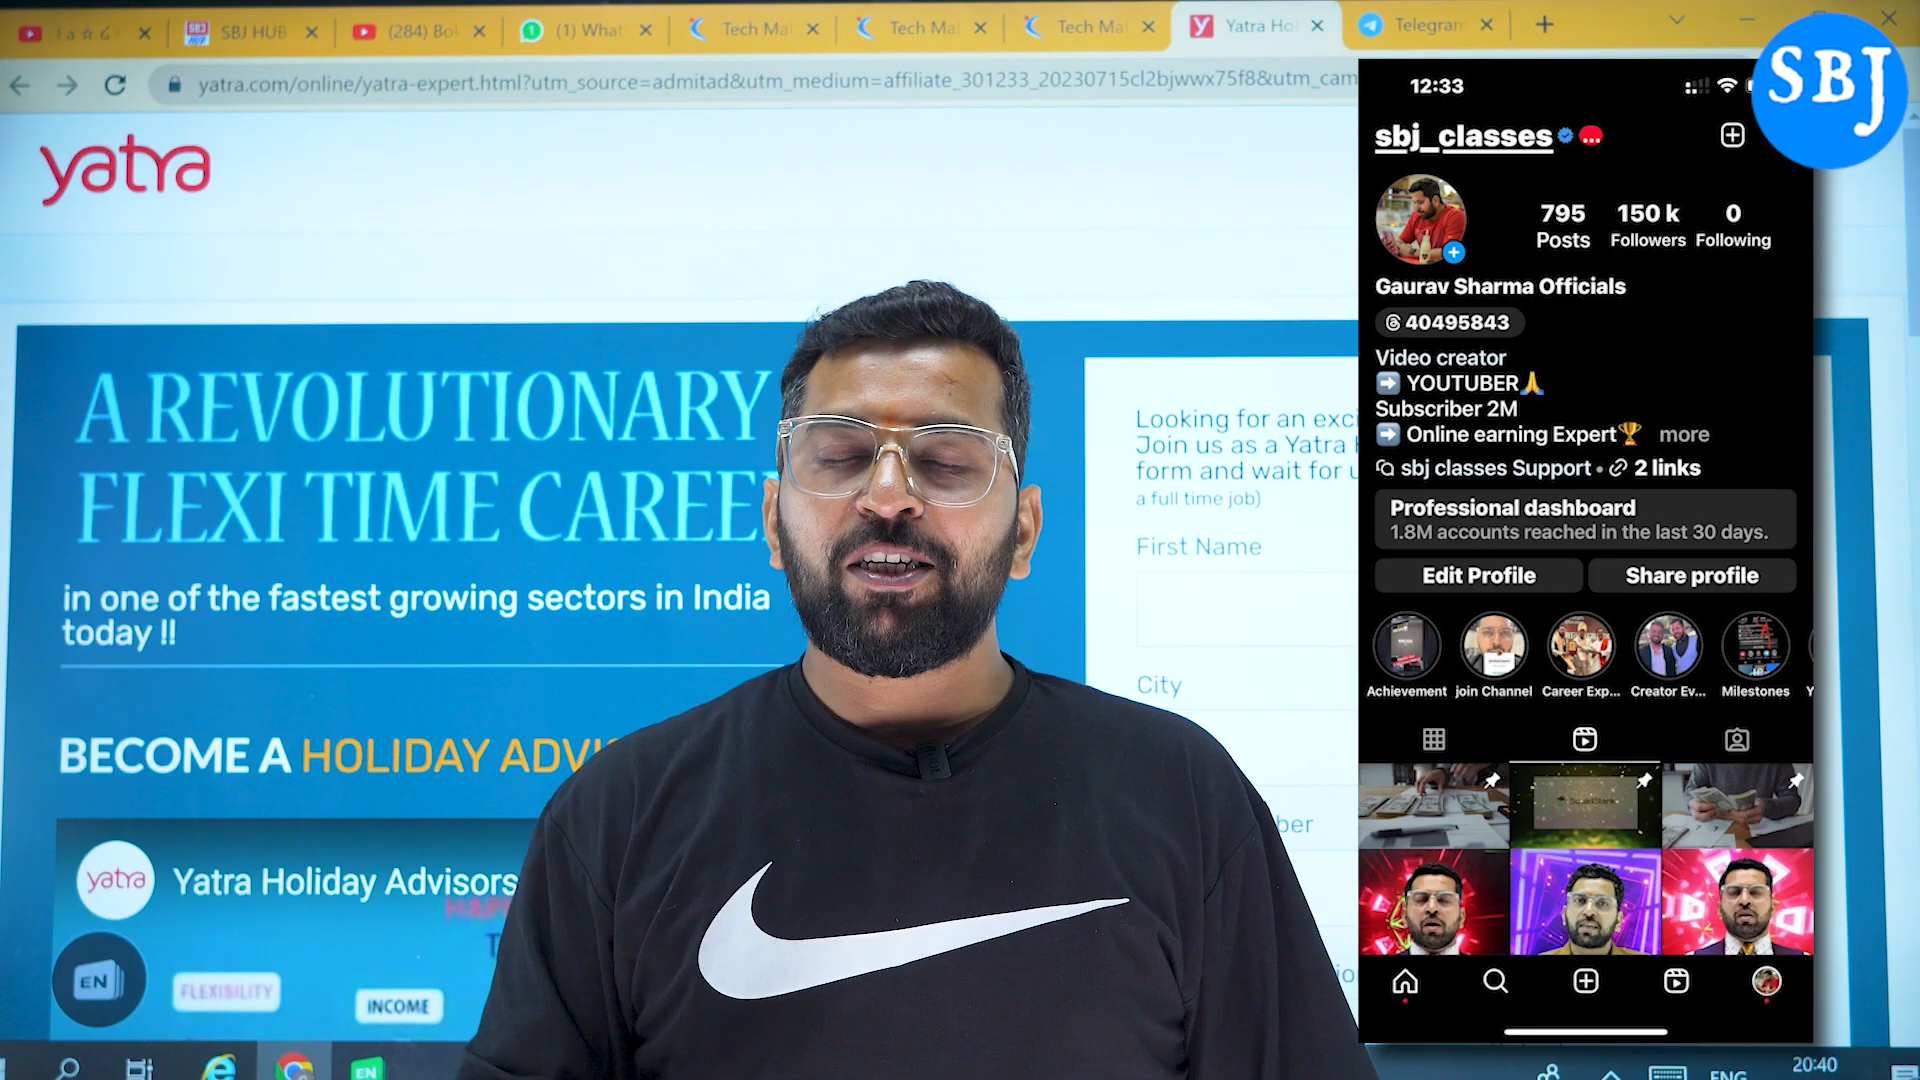 SBJ HUB
(284) Bo
(1) What
Tech Ma
Tech Ma
Tech Ma
Yatra Ho
Telegram
SBJ
yatra.com/online/yatra-expert.html?utm_source=admitad&utm_medium=affiliate_301233_20230715cl2bjwwx75f8&utm_cam
yatra
A REVOLUTIONARY
FLEXI TIME CAREE
in one of the fastest growing sectors in India
today !!
BECOME A HOLIDAY ADVIS
yatra
Yatra Holiday Advisors
EN
FLEXIBILITY
INCOME
Looking for an exc
Join us as a Yatra
form and wait for u
a full time job)
First Name
City
ber
12:33
sbj_classes
795
Posts
150 k
Followers
0
Following
Gaurav Sharma Officials
40495843
Video creator
➡️ YOUTUBER🙏
Subscriber 2M
➡️ Online earning Expert🏆 more
sbj classes Support • 2 links
Professional dashboard
1.8M accounts reached in the last 30 days.
Edit Profile
Share profile
Achievement
join Channel
Career Exp...
Creator Ev...
Milestones
EN
ENG
20:40